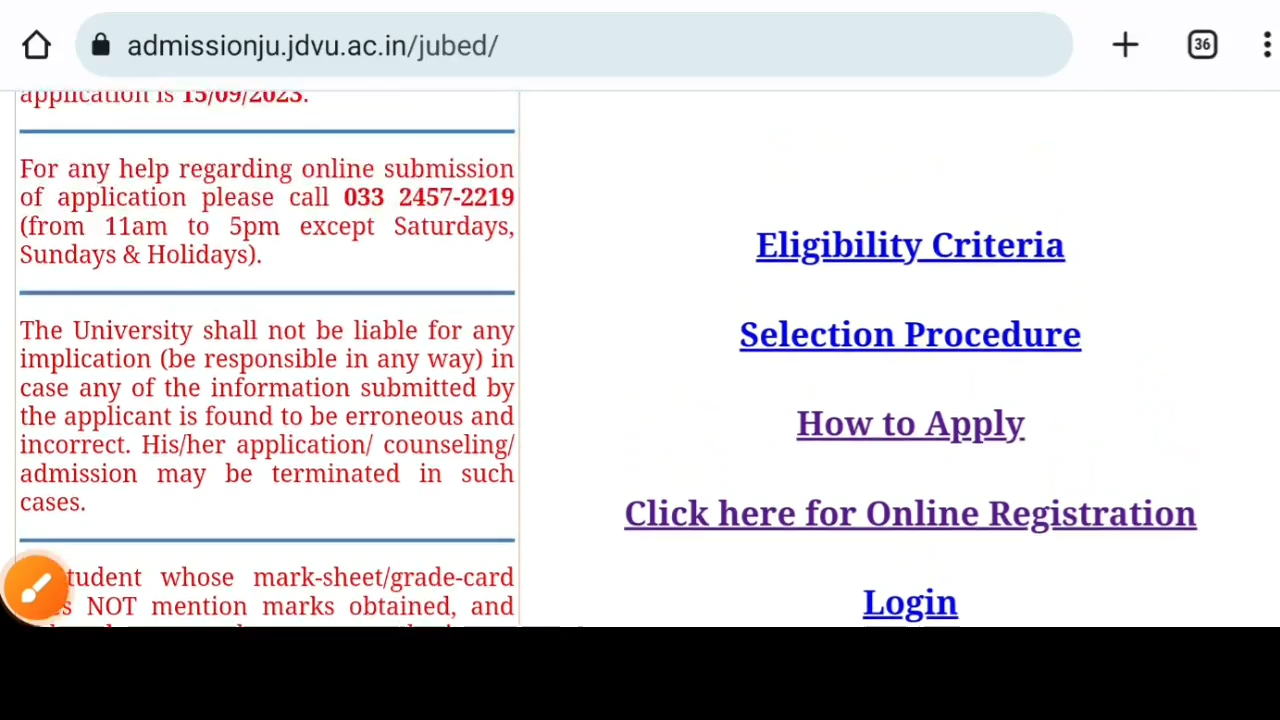 admissionju.jdvu.ac.in/jubed/
36
application is 15/09/2023.
For any help regarding online submission
of application please call 033 2457-2219
(from 11am to 5pm except Saturdays,
Sundays & Holidays).
The University shall not be liable for any
implication (be responsible in any way) in
case any of the information submitted by
the applicant is found to be erroneous and
incorrect. His/her application/ counseling/
admission may be terminated in such
cases.
whose mark-sheet/grade-card
NOT mention marks obtained, and
Eligibility Criteria
Selection Procedure
How to Apply
Click here for Online Registration
Login